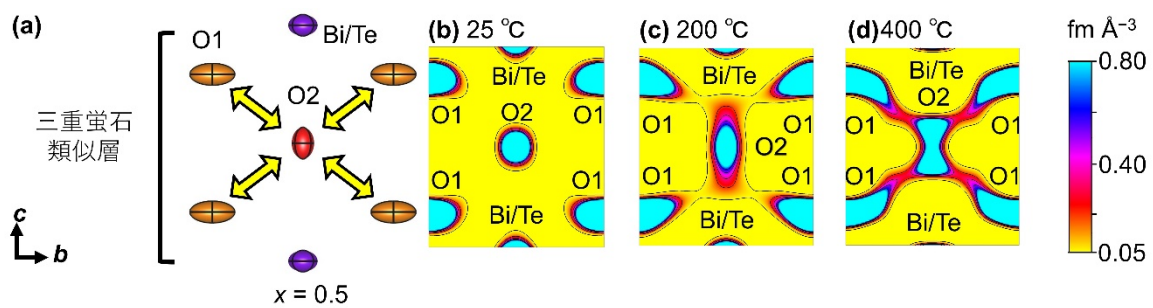 (a)
O1
Bi/Te
O2
三重蛍石
類似層
c
b
x = 0.5
(b) 25 °C
Bi/Te
O1
O1
O2
O1
O1
Bi/Te
(c) 200 °C
Bi/Te
O1
O1
O2
O1
O1
Bi/Te
(d)400 °C
Bi/Te
O2
O1
O1
O1
O1
Bi/Te
fm Å⁻³
0.80
0.40
0.05